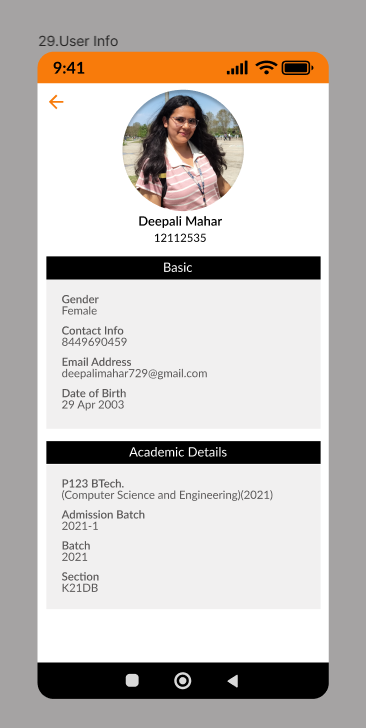 29.User Info
9:41
Deepali Mahar
12112535
Basic
Gender
Female
Contact Info
8449690459
Email Address
deepalimahar729@gmail.com
Date of Birth
29 Apr 2003
Academic Details
P123 BTech.
(Computer Science and Engineering)(2021)
Admission Batch
2021-1
Batch
2021
Section
K21DB